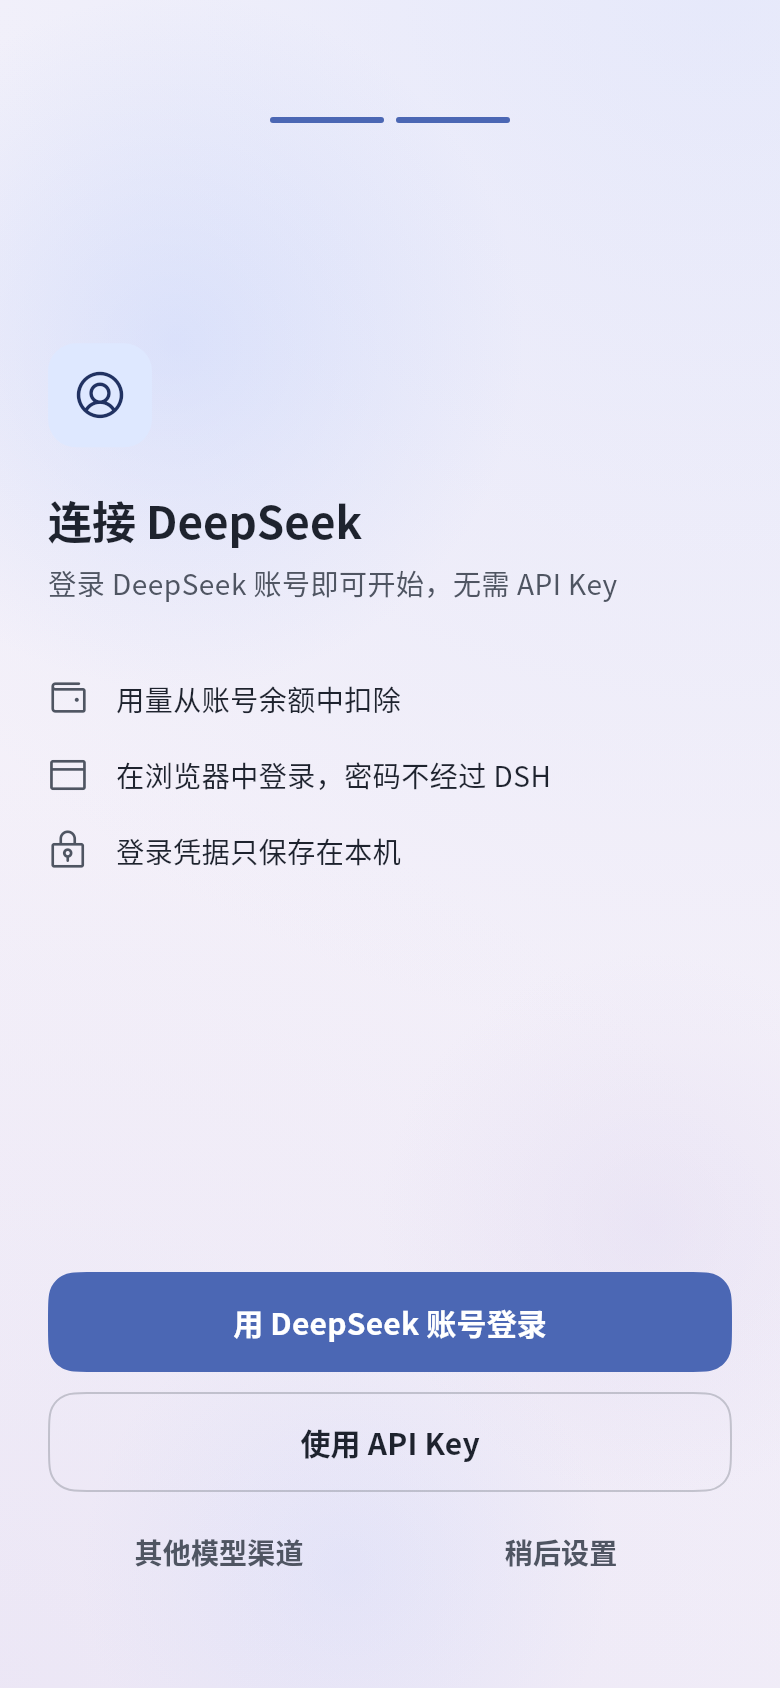 连接 DeepSeek
登录 DeepSeek 账号即可开始，无需 API Key
用量从账号余额中扣除
在浏览器中登录，密码不经过 DSH
登录凭据只保存在本机
用 DeepSeek 账号登录
使用 API Key
其他模型渠道
稍后设置